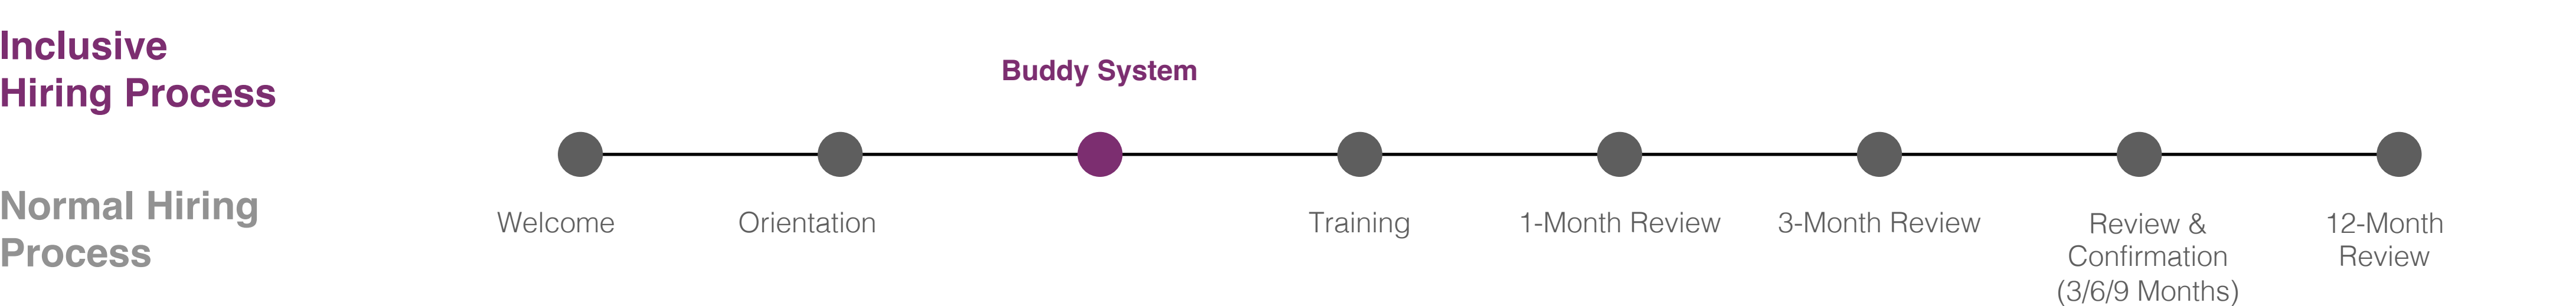 Inclusive
Hiring Process
Buddy System
Normal Hiring
Process
Welcome
Orientation
Training
1-Month Review
3-Month Review
Review &
Confirmation
(3/6/9 Months)
12-Month
Review